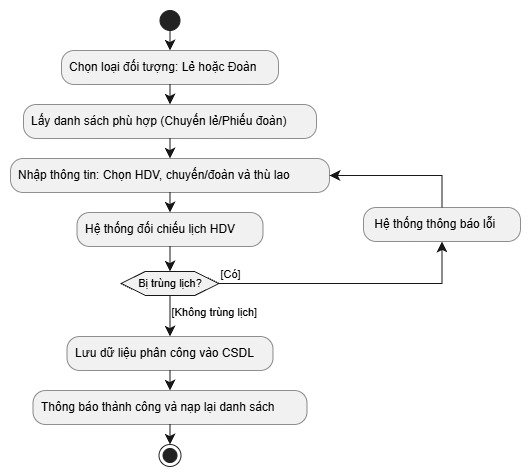 Chọn loại đối tượng: Lẻ hoặc Đoàn
Lấy danh sách phù hợp (Chuyến lẻ/Phiếu đoàn)
Nhập thông tin: Chọn HDV, chuyến/đoàn và thù lao
Hệ thống đối chiếu lịch HDV
Hệ thống thông báo lỗi
Bị trùng lịch?
[Có]
[Không trùng lịch]
Lưu dữ liệu phân công vào CSDL
Thông báo thành công và nạp lại danh sách